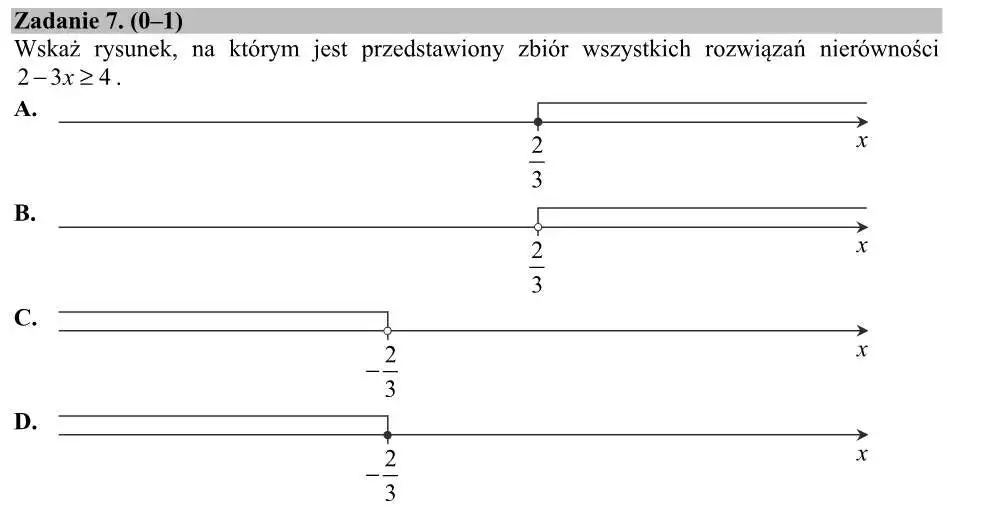 Zadanie 7. (0–1)
Wskaż rysunek, na którym jest przedstawiony zbiór wszystkich rozwiązań nierówności
2 − 3x ≥ 4 .
A.
x
2
3
B.
x
2
3
C.
x
− 2
3
D.
x
− 2
3